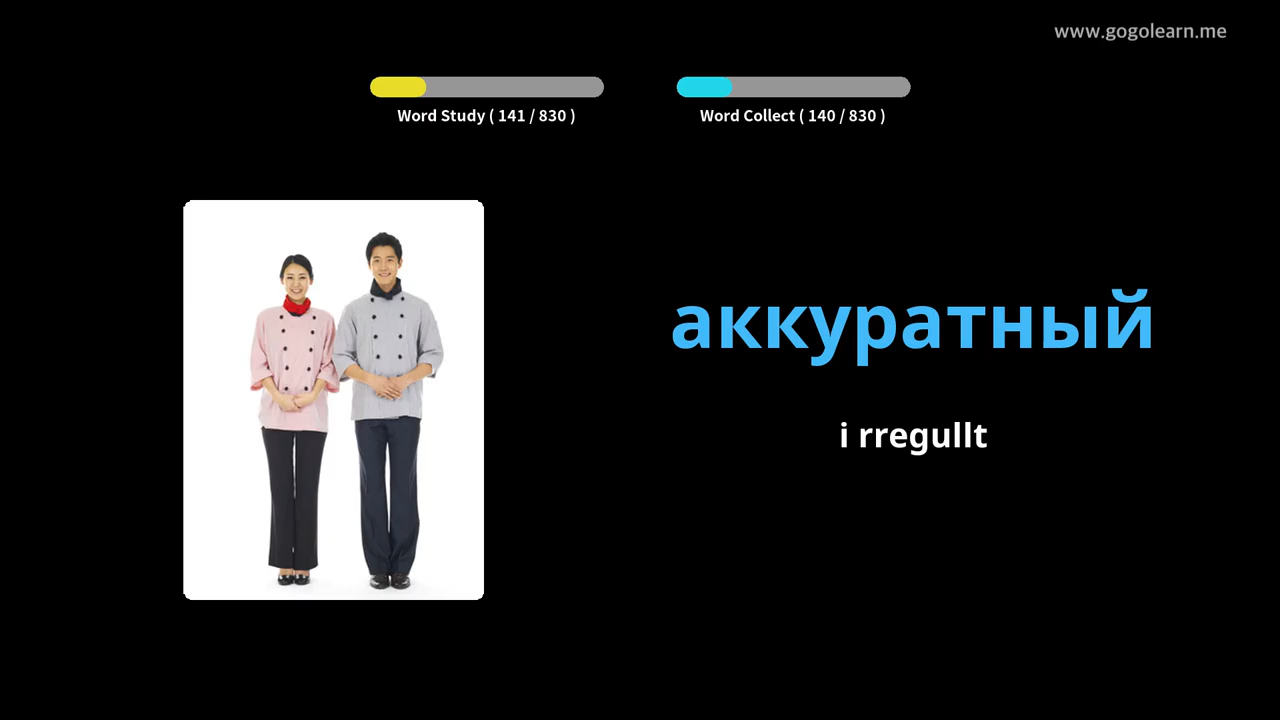 www.gogolearn.me
Word Study ( 141 / 830 )
Word Collect ( 140 / 830 )
аккуратный
i rregullt